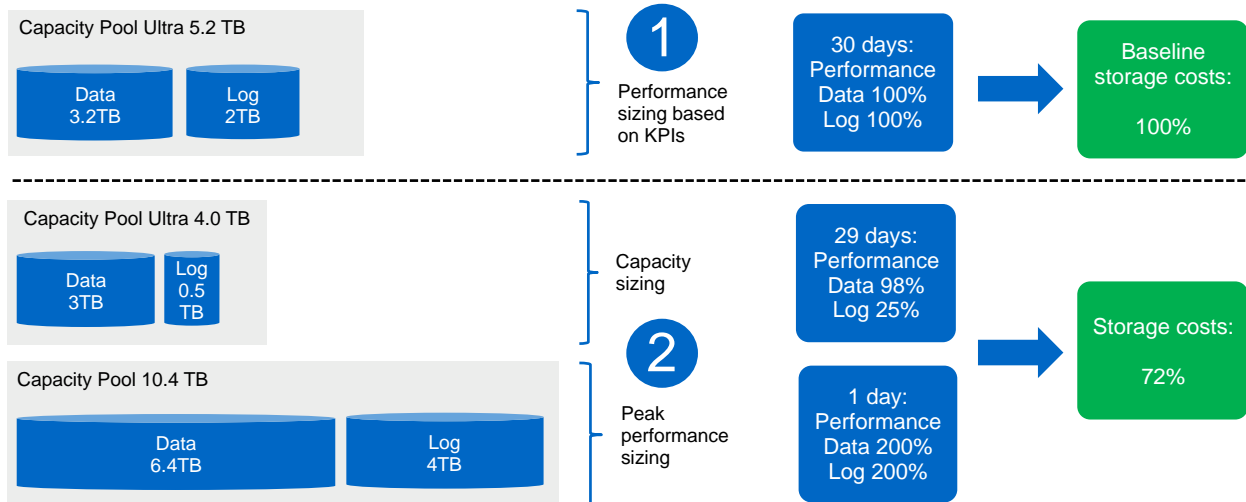 Capacity Pool Ultra 5.2 TB
Data
3.2TB
Log
2TB
1
Performance
sizing based
on KPIs
30 days:
Performance
Data 100%
Log 100%
Baseline
storage costs:
100%
Capacity Pool Ultra 4.0 TB
Data
3TB
Log
0.5
TB
Capacity
sizing
29 days:
Performance
Data 98%
Log 25%
2
Capacity Pool 10.4 TB
Data
6.4TB
Log
4TB
Peak
performance
sizing
1 day:
Performance
Data 200%
Log 200%
Storage costs:
72%